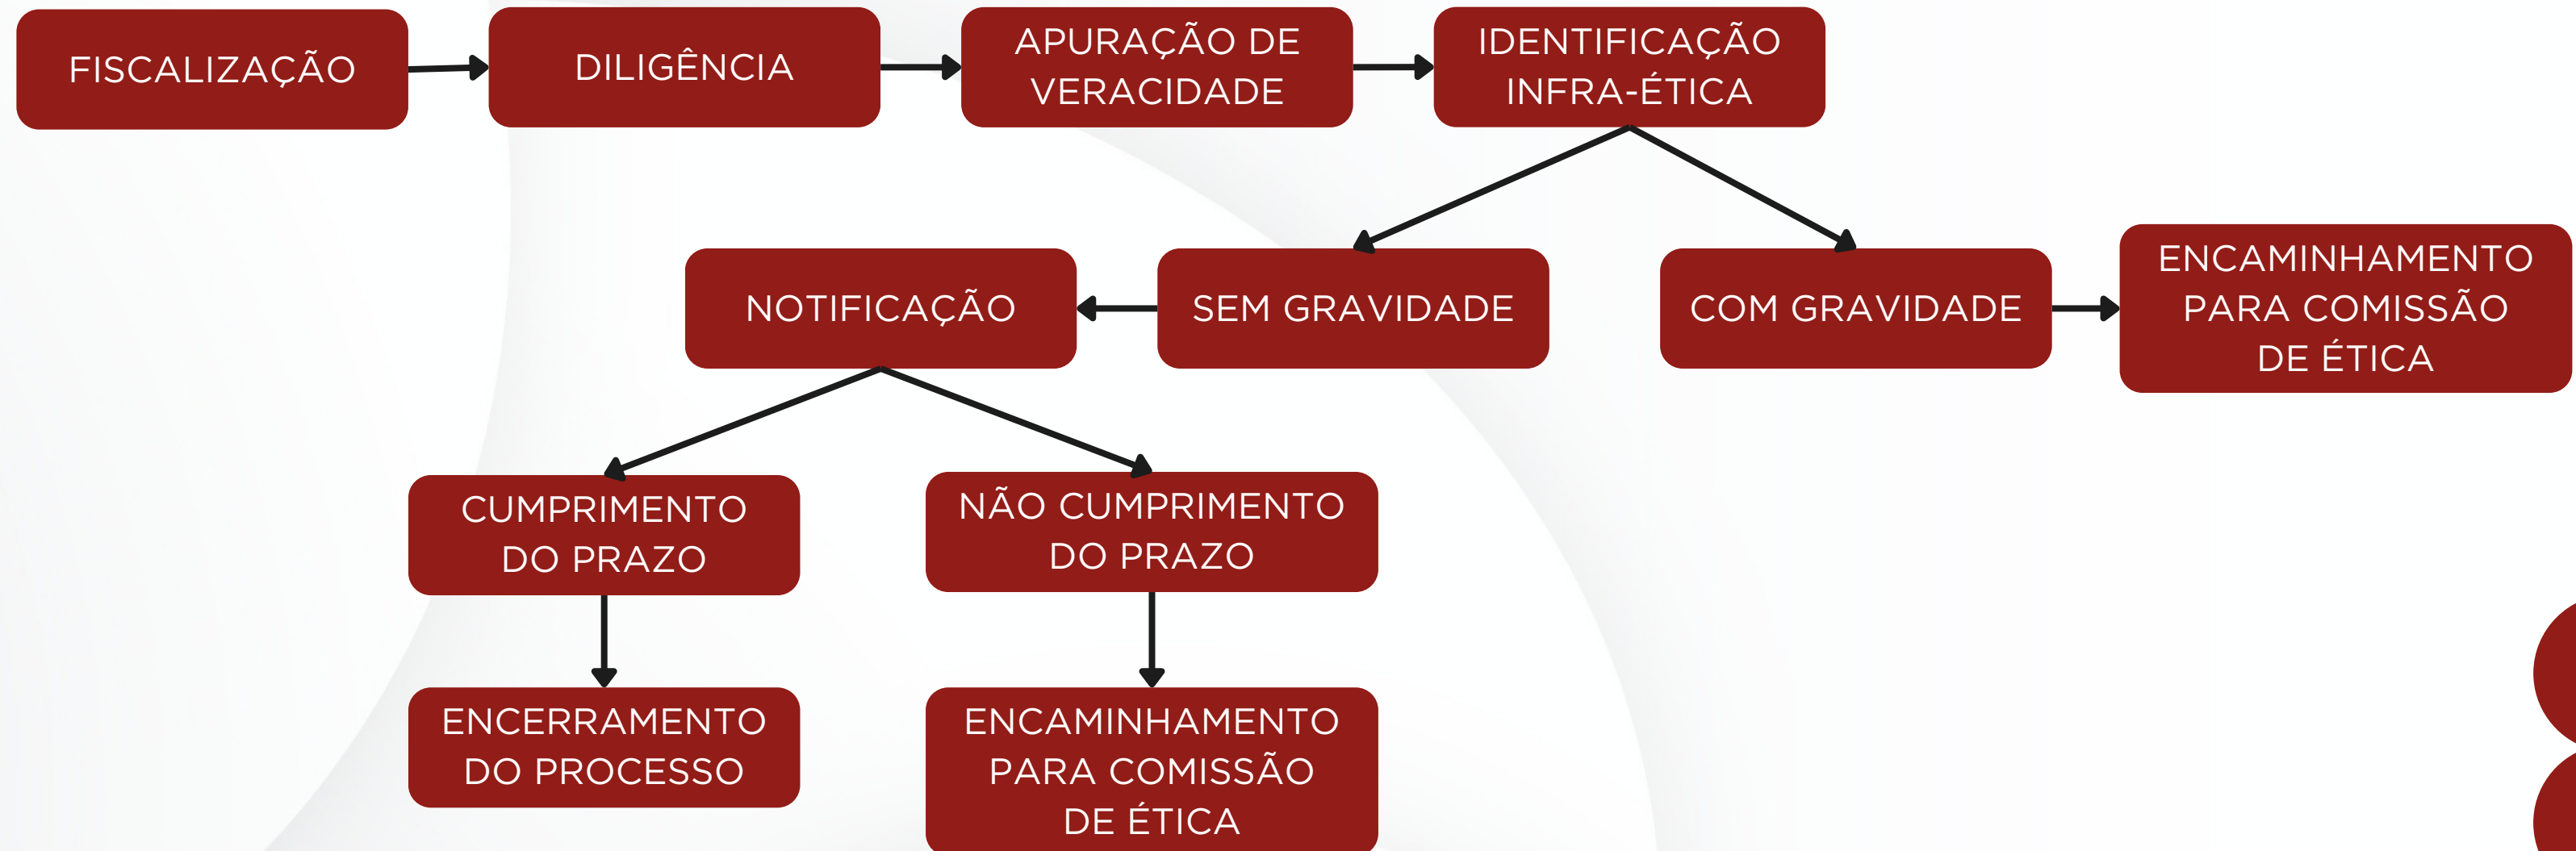 FISCALIZAÇÃO
DILIGÊNCIA
APURAÇÃO DE
VERACIDADE
IDENTIFICAÇÃO
INFRA-ÉTICA
NOTIFICAÇÃO
SEM GRAVIDADE
COM GRAVIDADE
ENCAMINHAMENTO
PARA COMISSÃO
DE ÉTICA
CUMPRIMENTO
DO PRAZO
NÃO CUMPRIMENTO
DO PRAZO
ENCERRAMENTO
DO PROCESSO
ENCAMINHAMENTO
PARA COMISSÃO
DE ÉTICA